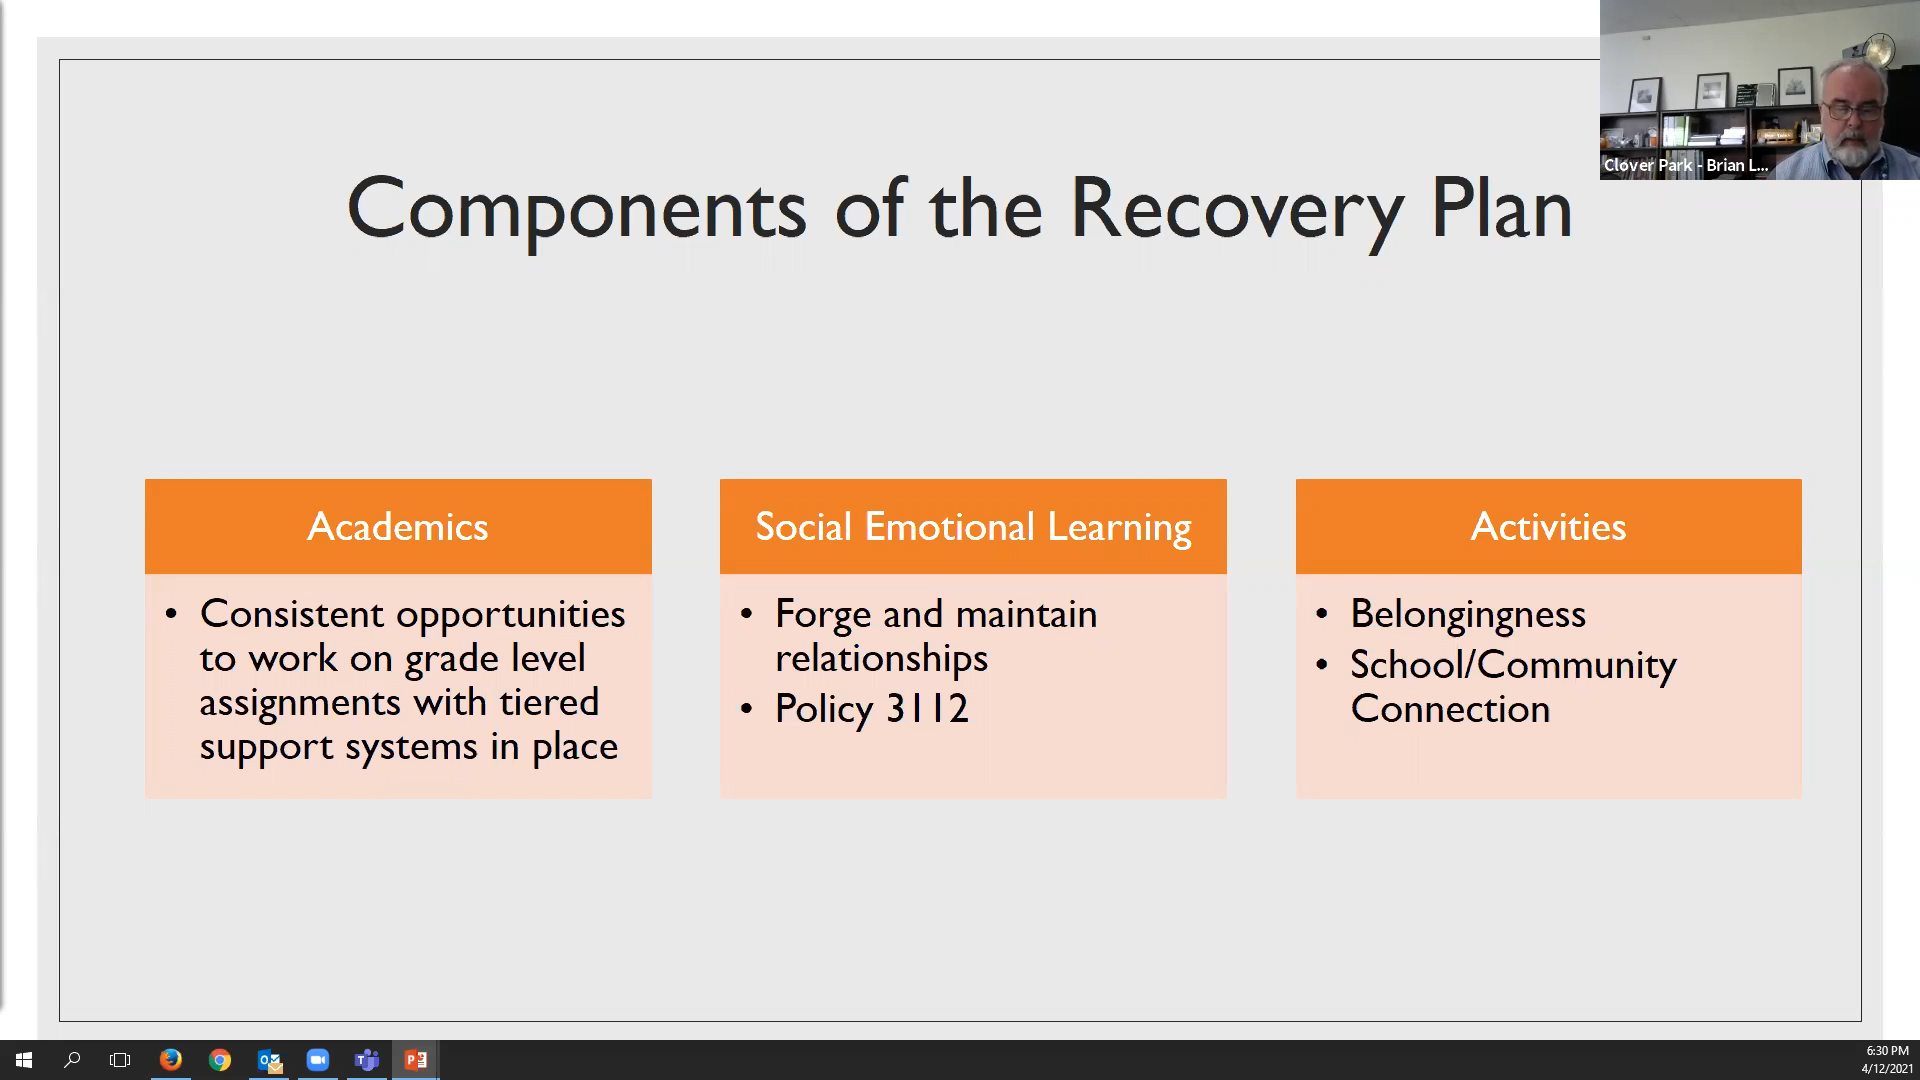 Components of the Recovery Plan
Clover Park - Brian L...
Academics
• Consistent opportunities
to work on grade level
assignments with tiered
support systems in place
Social Emotional Learning
• Forge and maintain
relationships
• Policy 3112
Activities
• Belongingness
• School/Community
Connection
6:30 PM
4/12/2021